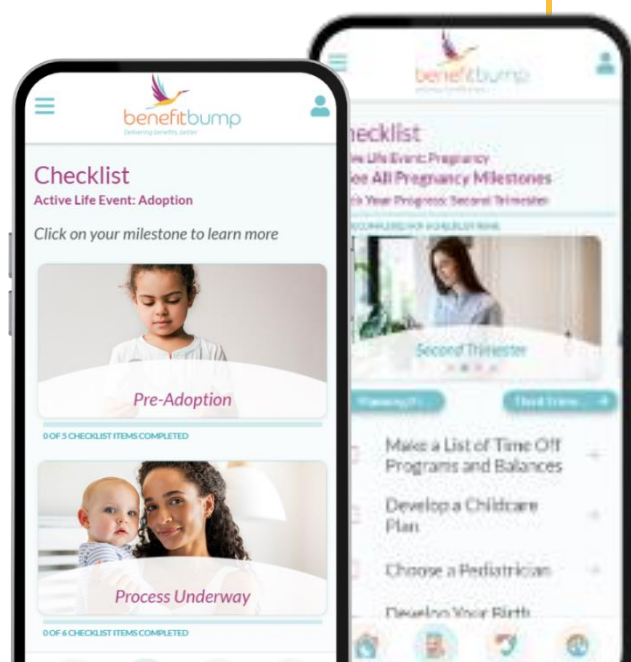 benefitbump
Delivering benefits, better
Checklist
Active Life Event: Adoption
Click on your milestone to learn more
Pre-Adoption
0 OF 5 CHECKLIST ITEMS COMPLETED
Process Underway
0 OF 6 CHECKLIST ITEMS COMPLETED
benefitbump
hecklist
ve Life Event: Pregnancy
ee All Pregnancy Milestones
Your Progress: Second Trimester
Second Trimester
Third Trime
Make a List of Time Off
Programs and Balances
Develop a Childcare
Plan
Choose a Pediatrician
Develop Your Birth